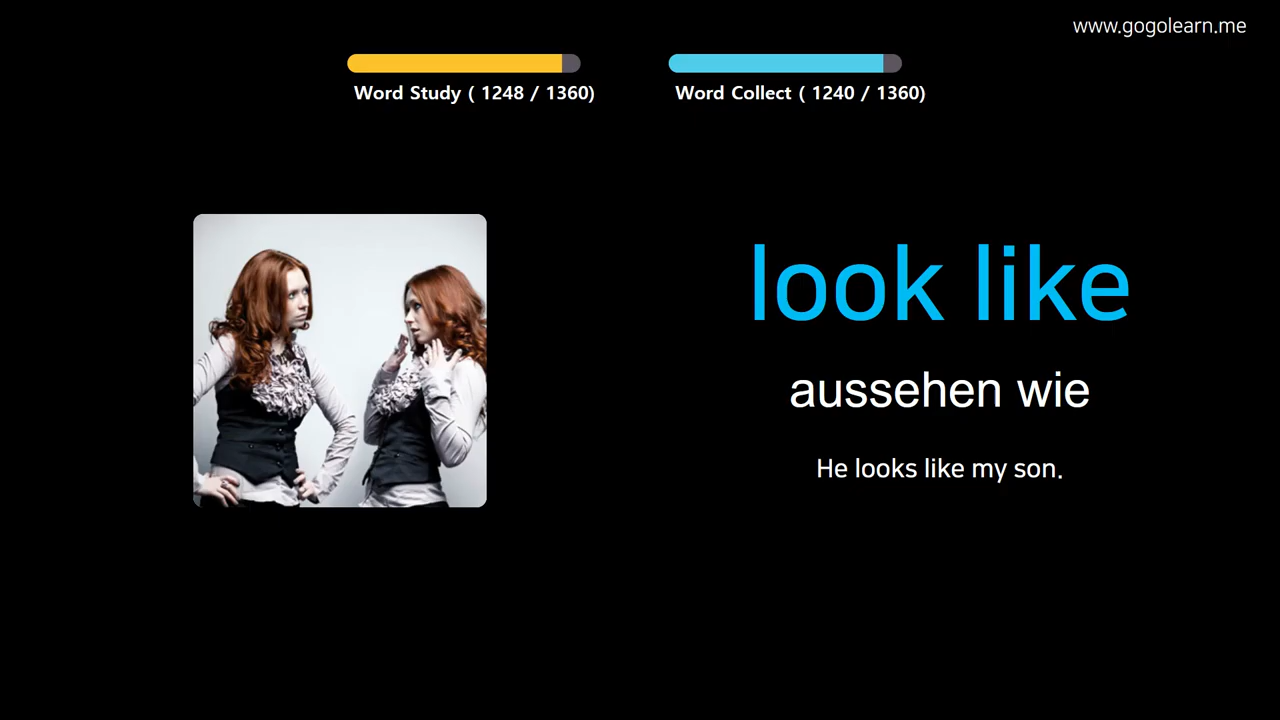 www.gogolearn.me
Word Study ( 1248 / 1360)
Word Collect ( 1240 / 1360)
look like
aussehen wie
He looks like my son.